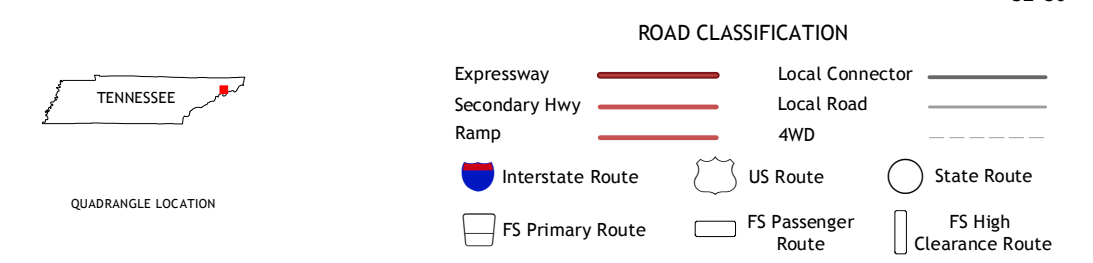 ROAD CLASSIFICATION
TENNESSEE
QUADRANGLE LOCATION
Expressway
Local Connector
Secondary Hwy
Local Road
Ramp
4WD
Interstate Route
US Route
State Route
FS Primary Route
FS Passenger
Route
FS High
Clearance Route